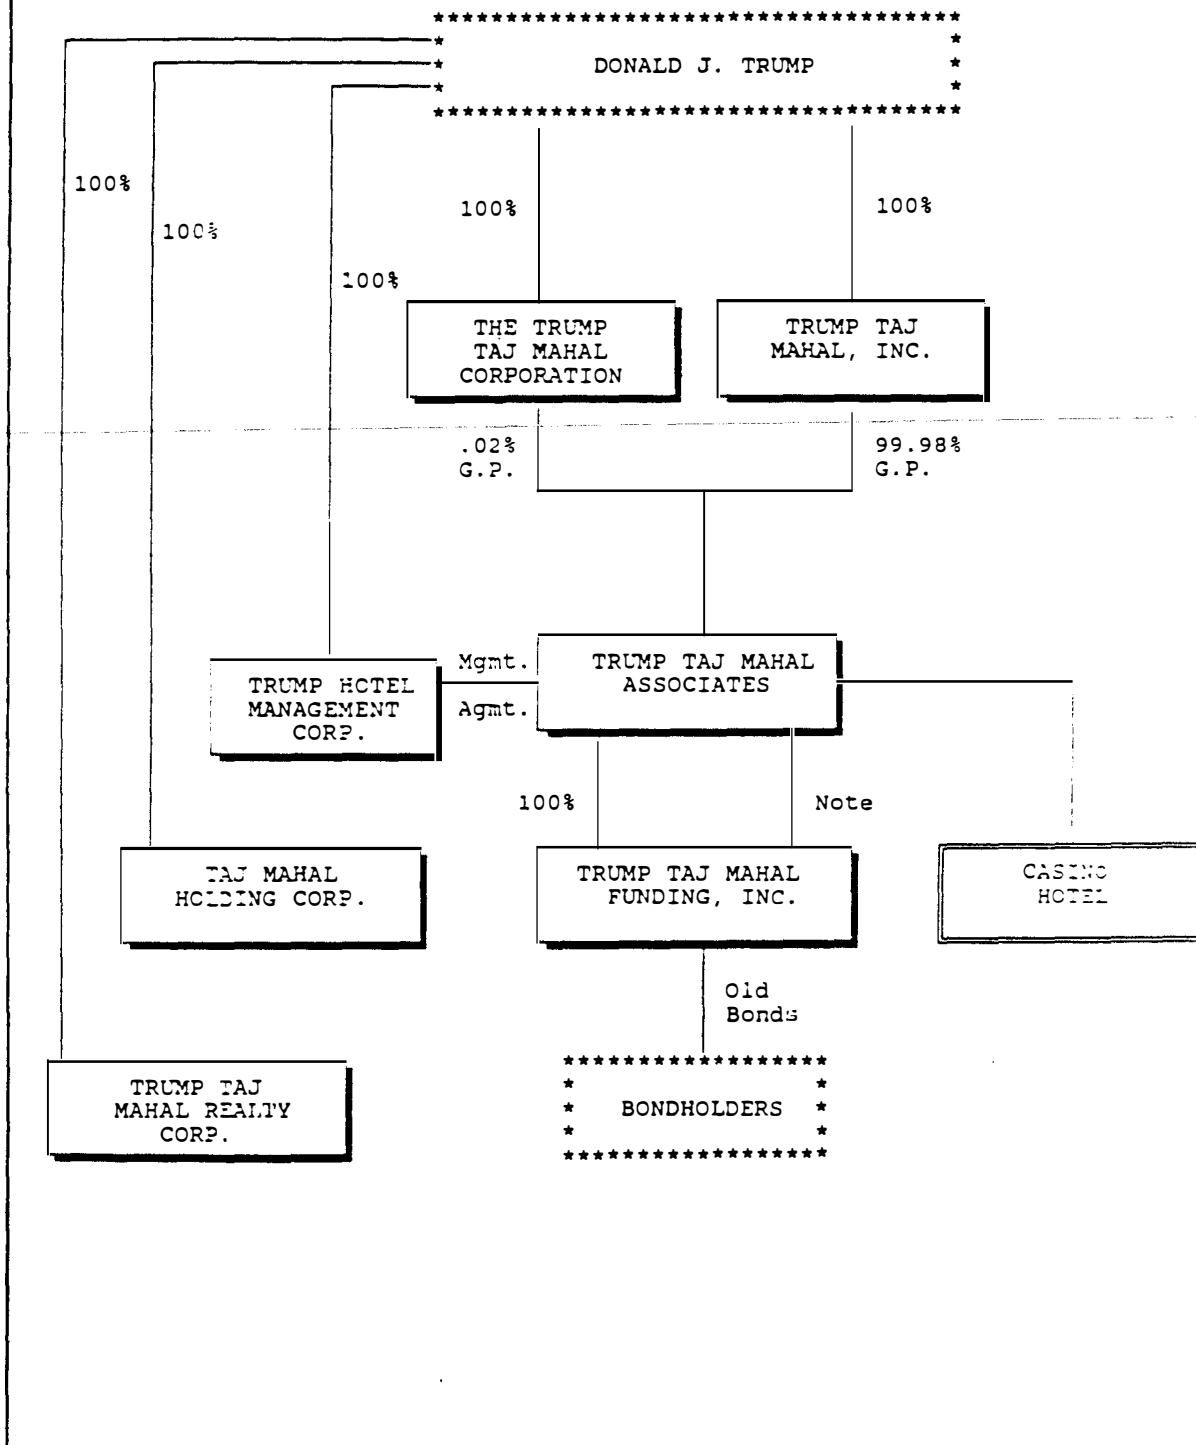 DONALD J. TRUMP
100%
100%
100%
100%
100%
THE TRUMP
TAJ MAHAL
CORPORATION
TRUMP TAJ
MAHAL, INC.
.02%
G.P.
99.98%
G.P.
TRUMP HOTEL
MANAGEMENT
CORP.
Mgmt.
Agmt.
TRUMP TAJ MAHAL
ASSOCIATES
100%
Note
TAJ MAHAL
HOLDING CORP.
TRUMP TAJ MAHAL
FUNDING, INC.
CASINO
HOTEL
Old
Bonds
TRUMP TAJ
MAHAL REALTY
CORP.
BONDHOLDERS